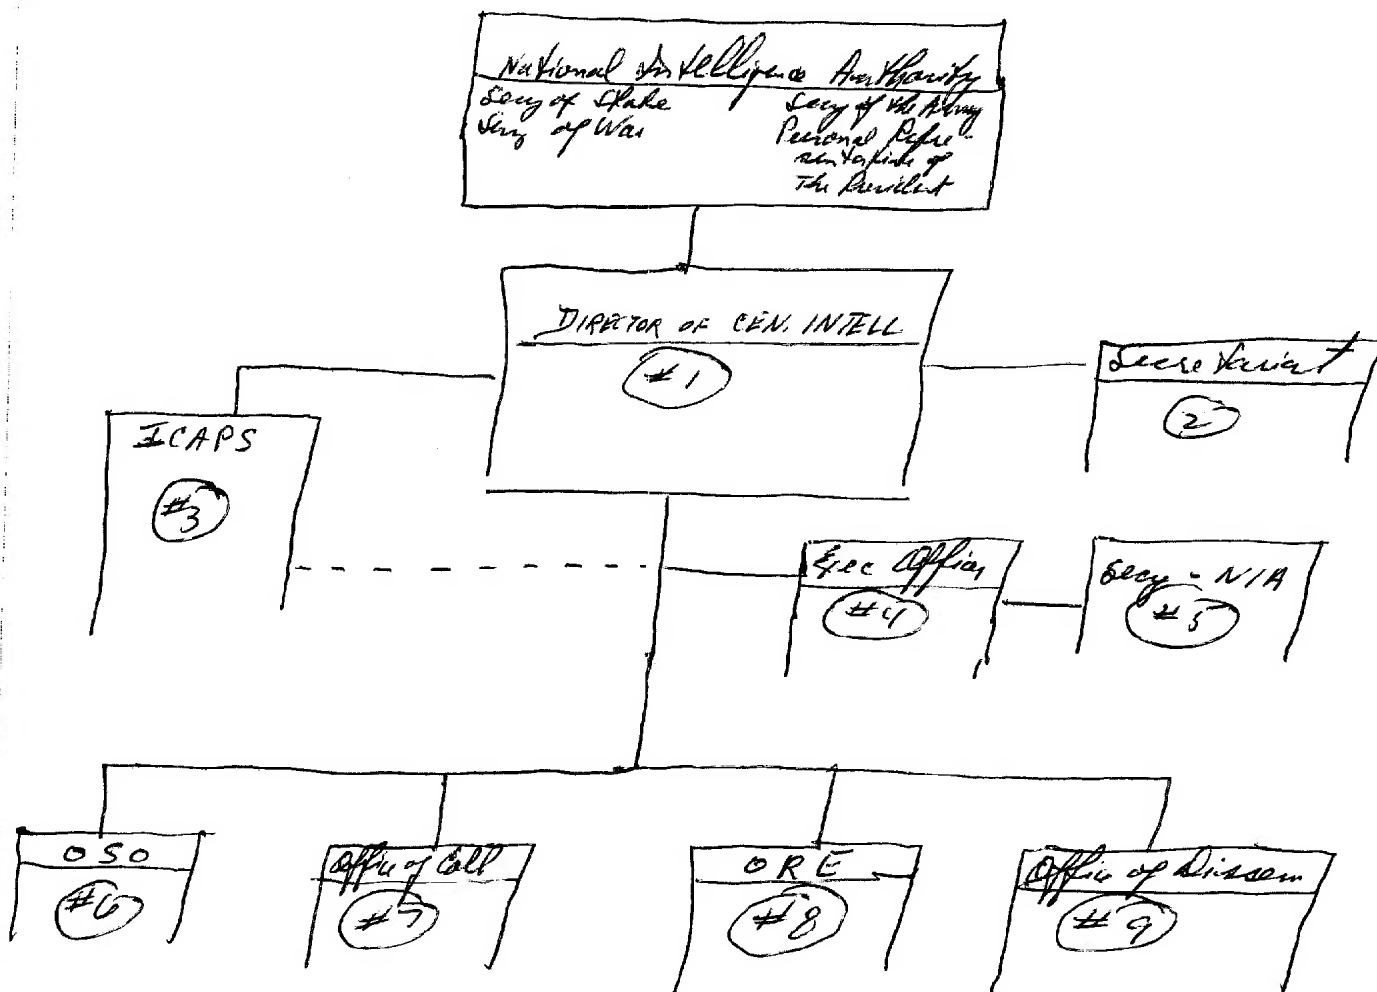 National Intelligence Authority
Secy of State
Secy of War
Secy of the Army
Personal Repre-
sentative of
The President
DIRECTOR OF CEN. INTELL
#1
Secretariat
2
ICAPS
#3
Exec Officer
#4
Secy - NIA
#5
OSO
#6
Office of Coll
#7
ORE
#8
Office of Dissem
#9